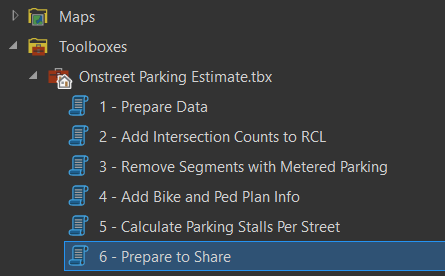 Maps
Toolboxes
Onstreet Parking Estimate.tbx
1 - Prepare Data
2 - Add Intersection Counts to RCL
3 - Remove Segments with Metered Parking
4 - Add Bike and Ped Plan Info
5 - Calculate Parking Stalls Per Street
6 - Prepare to Share